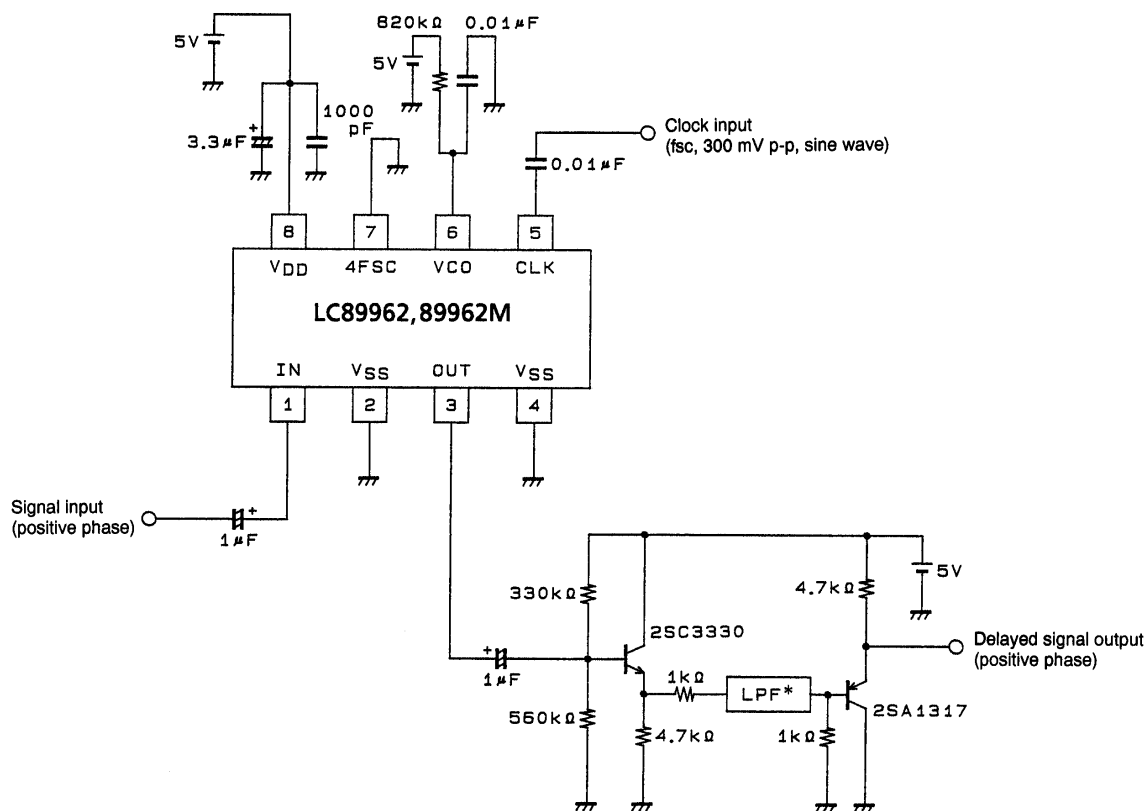 820kΩ 0.01μF
5V
5V
1000
pF
3.3μF
+
Clock input
(fsc, 300 mV p-p, sine wave)
0.01μF
8 7 6 5
VDD 4FSC VCO CLK
LC89962,89962M
IN VSS OUT VSS
1 2 3 4
Signal input
(positive phase)
+
1μF
330kΩ
4.7kΩ
5V
2SC3330
Delayed signal output
(positive phase)
+
1μF
1kΩ
LPF*
2SA1317
560kΩ
4.7kΩ
1kΩ